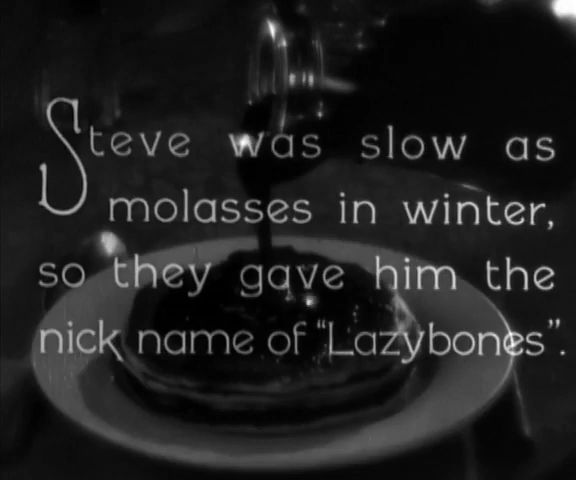 Steve was slow as
molasses in winter,
so they gave him the
nick name of "Lazybones".